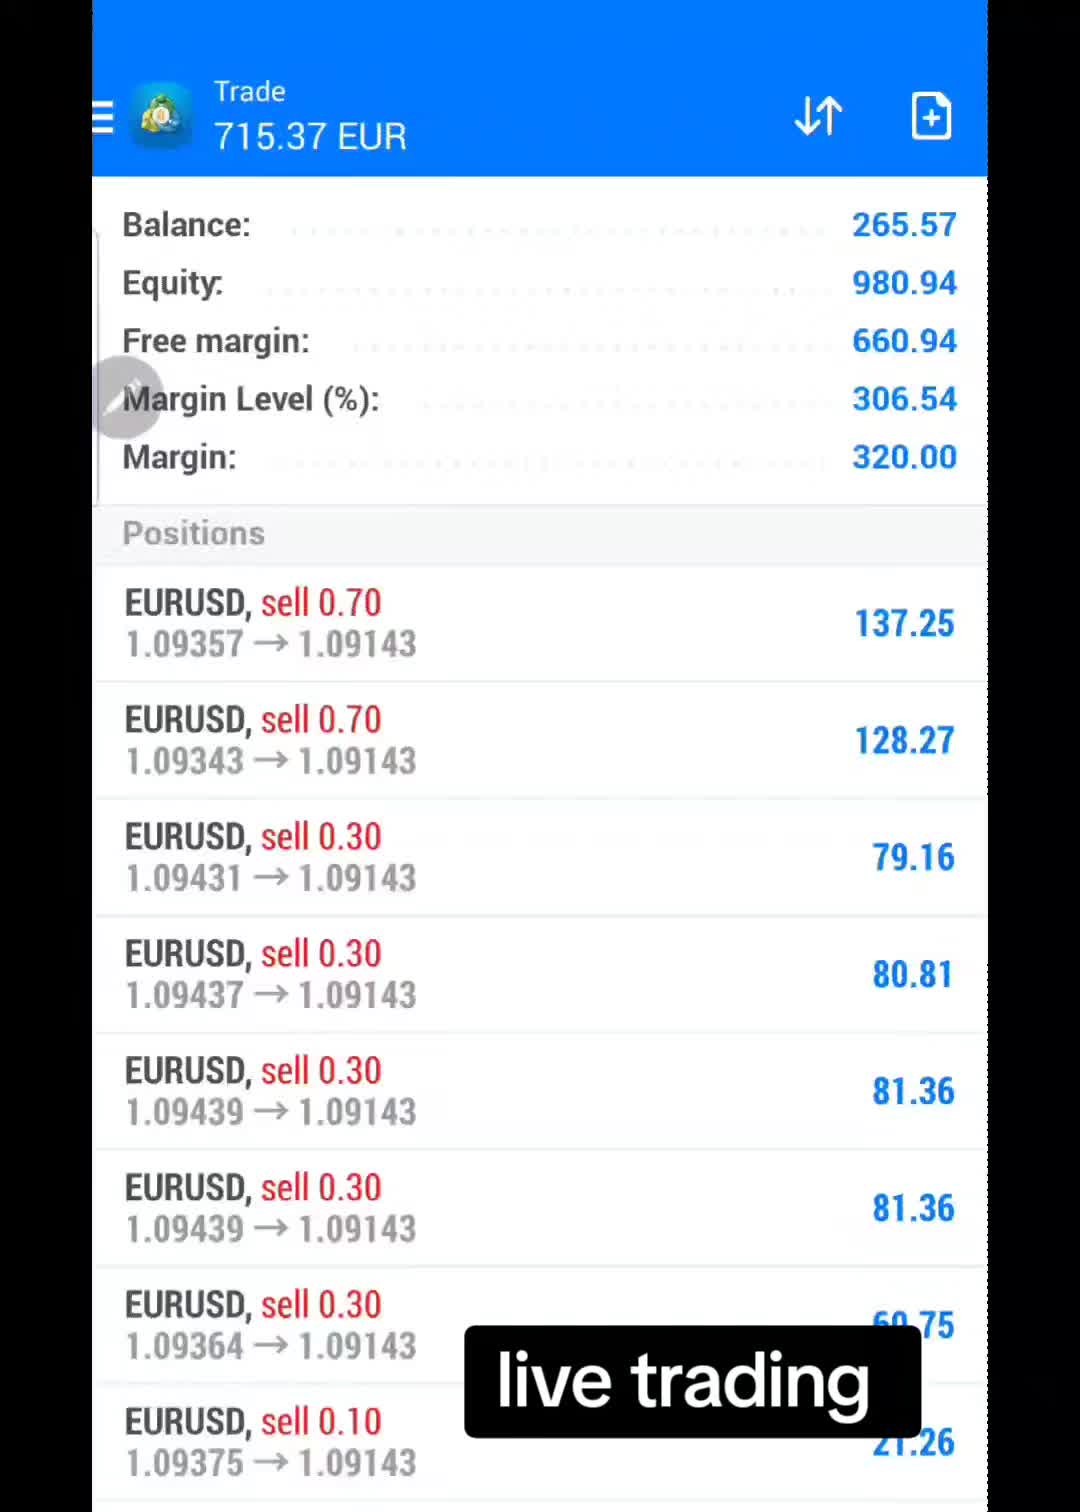 Trade
715.37 EUR
Balance: 265.57
Equity: 980.94
Free margin: 660.94
Margin Level (%): 306.54
Margin: 320.00
Positions
EURUSD, sell 0.70
1.09357 → 1.09143
137.25
EURUSD, sell 0.70
1.09343 → 1.09143
128.27
EURUSD, sell 0.30
1.09431 → 1.09143
79.16
EURUSD, sell 0.30
1.09437 → 1.09143
80.81
EURUSD, sell 0.30
1.09439 → 1.09143
81.36
EURUSD, sell 0.30
1.09439 → 1.09143
81.36
EURUSD, sell 0.30
1.09364 → 1.09143
60.75
live trading
EURUSD, sell 0.10
1.09375 → 1.09143
21.26